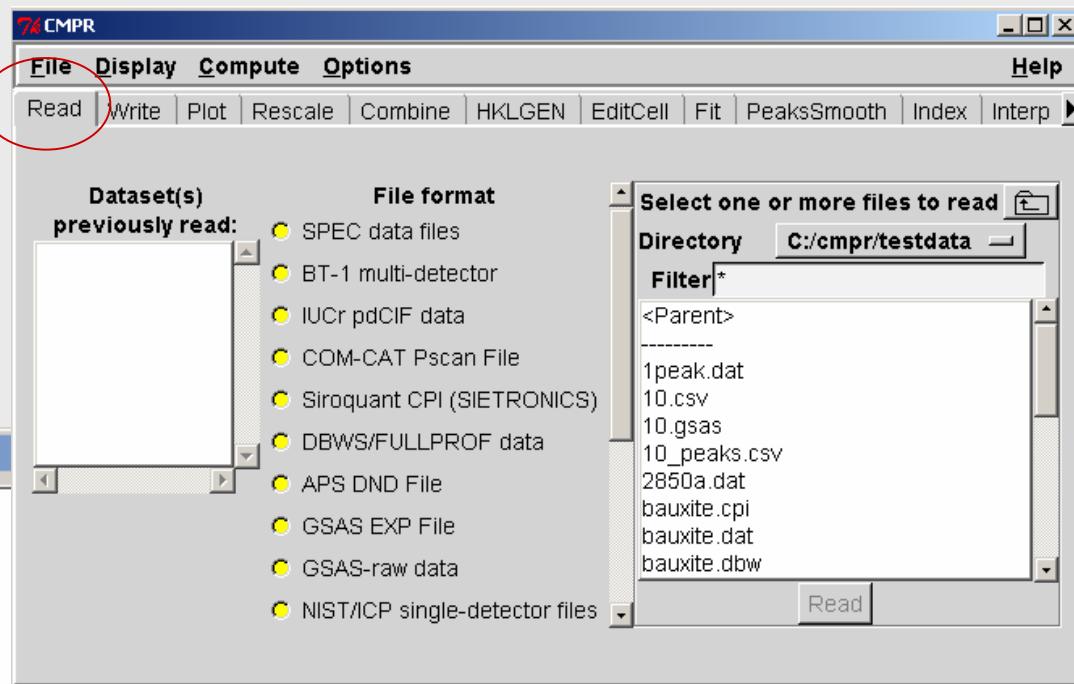 7% CMPR
File Display Compute Options Help
Read Write Plot Rescale Combine HKLGEN EditCell Fit PeaksSmooth Index Interp
Dataset(s)
previously read:
File format
SPEC data files
BT-1 multi-detector
IUCr pdCIF data
COM-CAT Pscan File
Siroquant CPI (SIETRONICS)
DBWS/FULLPROF data
APS DND File
GSAS EXP File
GSAS-raw data
NIST/ICP single-detector files
Select one or more files to read
Directory C:/cmpr/testdata
Filter *
<Parent>
---------
1peak.dat
10.csv
10.gsas
10_peaks.csv
2850a.dat
bauxite.cpi
bauxite.dat
bauxite.dbw
Read